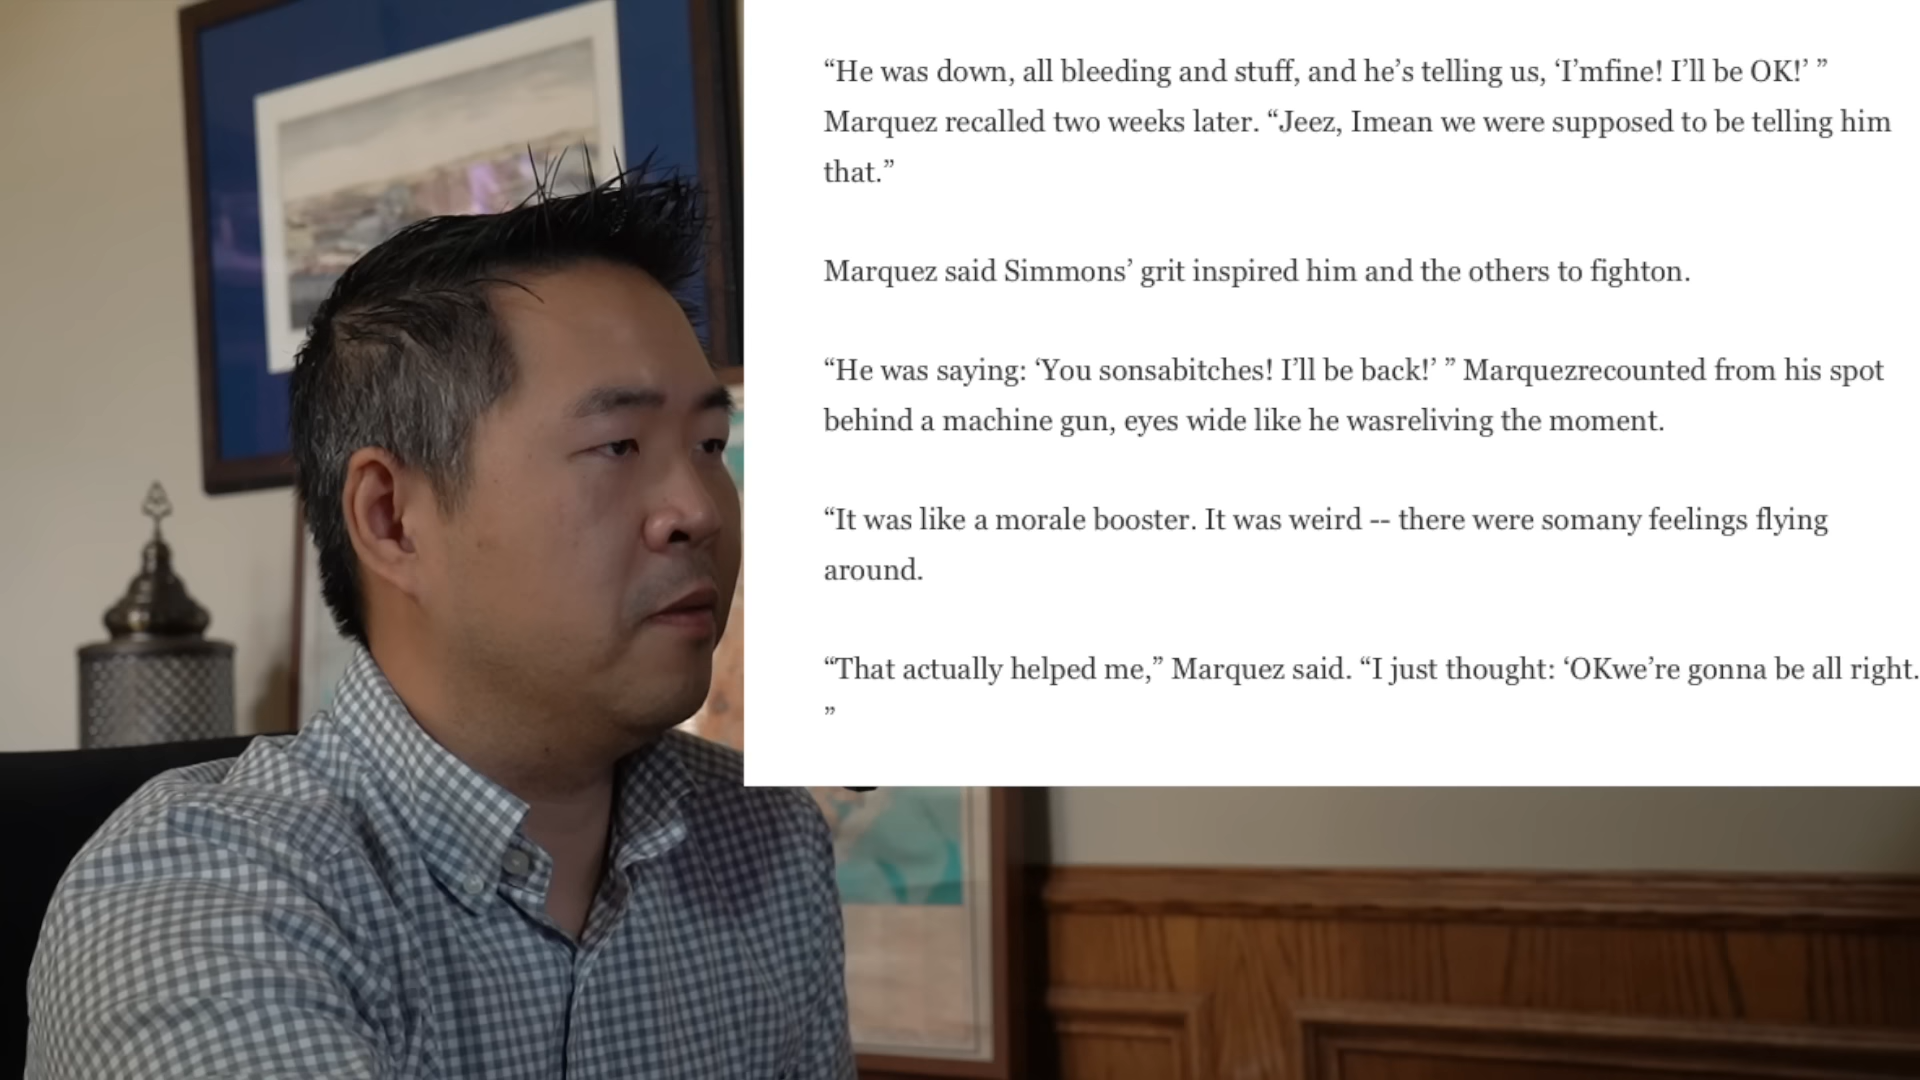 “He was down, all bleeding and stuff, and he’s telling us, ‘I’mfine! I’ll be OK!’ ”
Marquez recalled two weeks later. “Jeez, Imean we were supposed to be telling him
that.”
Marquez said Simmons’ grit inspired him and the others to fighton.
“He was saying: ‘You sonsabitches! I’ll be back!’ ” Marquezrecounted from his spot
behind a machine gun, eyes wide like he wasreliving the moment.
“It was like a morale booster. It was weird -- there were somany feelings flying
around.
“That actually helped me,” Marquez said. “I just thought: ‘OKwe’re gonna be all right.
”